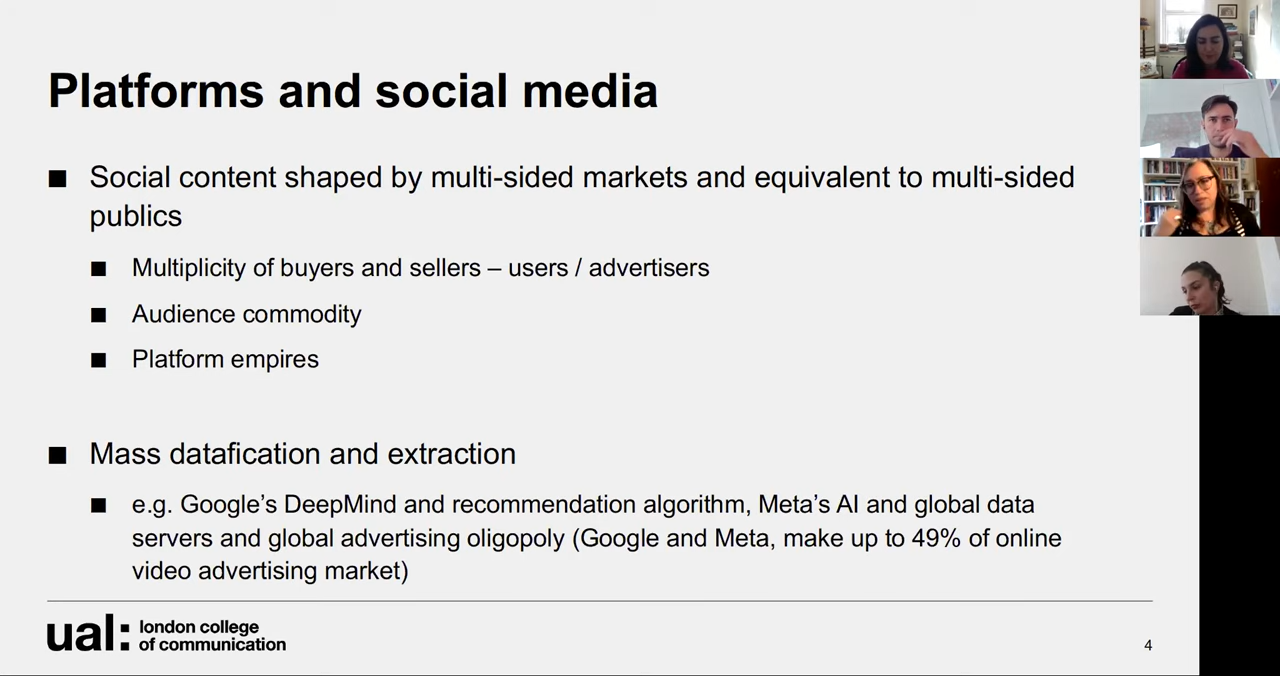 Platforms and social media
Social content shaped by multi-sided markets and equivalent to multi-sided
publics
Multiplicity of buyers and sellers – users / advertisers
Audience commodity
Platform empires
Mass datafication and extraction
e.g. Google’s DeepMind and recommendation algorithm, Meta’s AI and global data
servers and global advertising oligopoly (Google and Meta, make up to 49% of online
video advertising market)
ual: london college
of communication
4